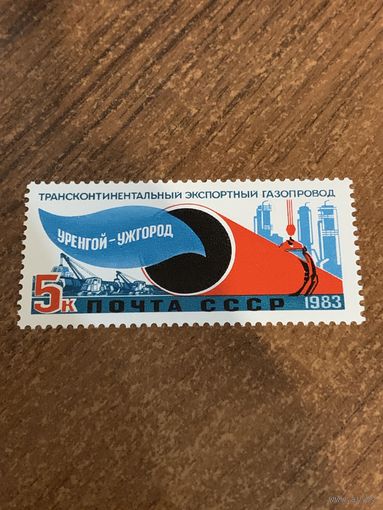 ТРАНСКОНТИНЕНТАЛЬНЫЙ ЭКСПОРТНЫЙ ГАЗОПРОВОД
УРЕНГОЙ–УЖГОРОД
5К ПОЧТА СССР 1983